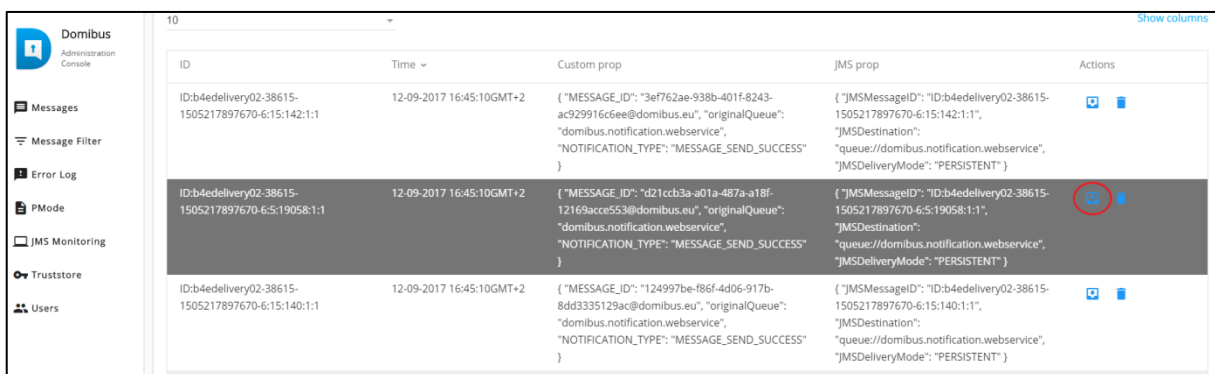 Domibus
Administration
Console
Messages
Message Filter
Error Log
PMode
JMS Monitoring
Truststore
Users
10
Show columns
ID
Time
Custom prop
JMS prop
Actions
ID:b4edelivery02-38615-
1505217897670-6:15:142:1:1
12-09-2017 16:45:10GMT+2
{ "MESSAGE_ID": "3ef762ae-938b-401f-8243-
ac929916c6ee@domibus.eu", "originalQueue":
"domibus.notification.webservice",
"NOTIFICATION_TYPE": "MESSAGE_SEND_SUCCESS"
}
{ "JMSMessageID": "ID:b4edelivery02-38615-
1505217897670-6:15:142:1:1",
"JMSDestination":
"queue://domibus.notification.webservice",
"JMSDeliveryMode": "PERSISTENT" }
ID:b4edelivery02-38615-
1505217897670-6:5:19058:1:1
12-09-2017 16:45:10GMT+2
{ "MESSAGE_ID": "d21ccb3a-a01a-487a-a18f-
12169acce553@domibus.eu", "originalQueue":
"domibus.notification.webservice",
"NOTIFICATION_TYPE": "MESSAGE_SEND_SUCCESS"
}
{ "JMSMessageID": "ID:b4edelivery02-38615-
1505217897670-6:5:19058:1:1",
"JMSDestination":
"queue://domibus.notification.webservice",
"JMSDeliveryMode": "PERSISTENT" }
ID:b4edelivery02-38615-
1505217897670-6:15:140:1:1
12-09-2017 16:45:10GMT+2
{ "MESSAGE_ID": "124997be-f86f-4d06-917b-
8dd3335129ac@domibus.eu", "originalQueue":
"domibus.notification.webservice",
"NOTIFICATION_TYPE": "MESSAGE_SEND_SUCCESS"
}
{ "JMSMessageID": "ID:b4edelivery02-38615-
1505217897670-6:15:140:1:1",
"JMSDestination":
"queue://domibus.notification.webservice",
"JMSDeliveryMode": "PERSISTENT" }